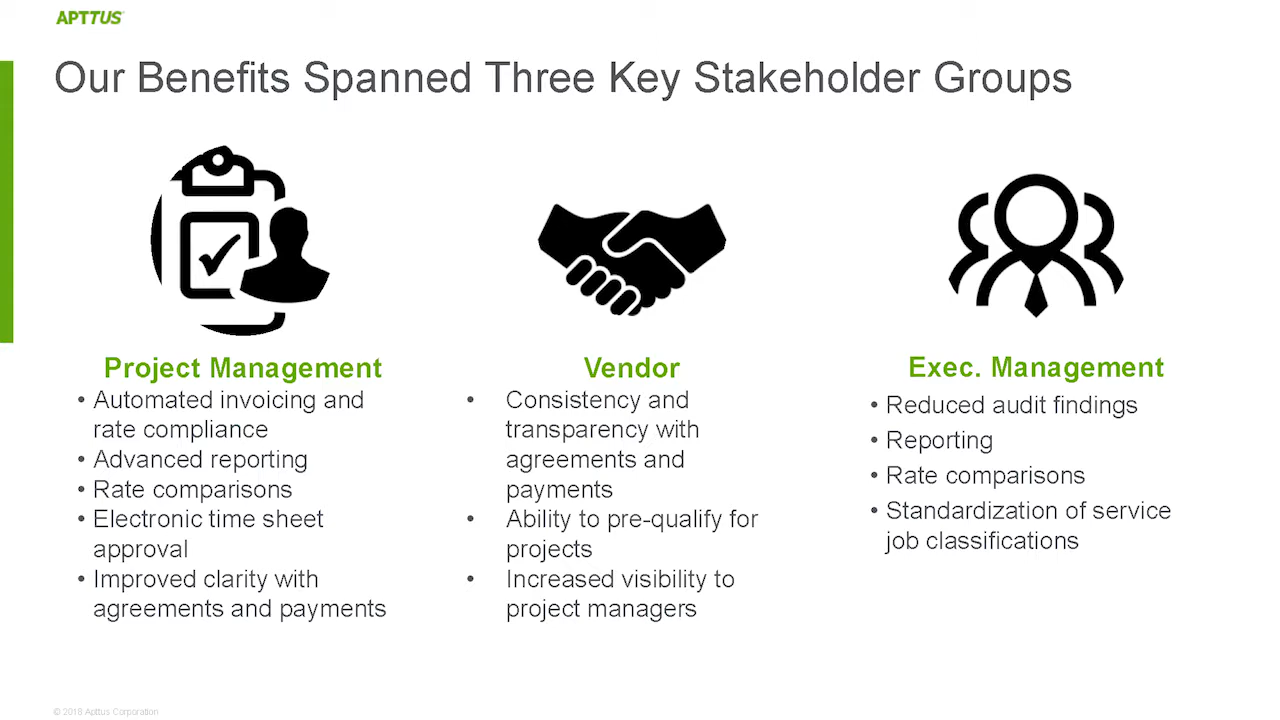 APTTUS
Our Benefits Spanned Three Key Stakeholder Groups
Project Management
• Automated invoicing and
rate compliance
• Advanced reporting
• Rate comparisons
• Electronic time sheet
approval
• Improved clarity with
agreements and payments
Vendor
• Consistency and
transparency with
agreements and
payments
• Ability to pre-qualify for
projects
• Increased visibility to
project managers
Exec. Management
• Reduced audit findings
• Reporting
• Rate comparisons
• Standardization of service
job classifications
© 2018 Apttus Corporation